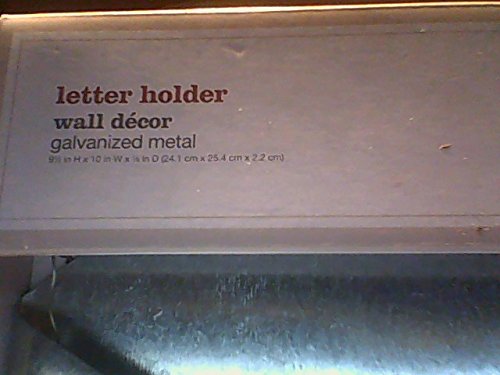 letter holder
wall décor
galvanized metal
9½ in H x 10 in W x ⅞ in D (24.1 cm x 25.4 cm x 2.2 cm)